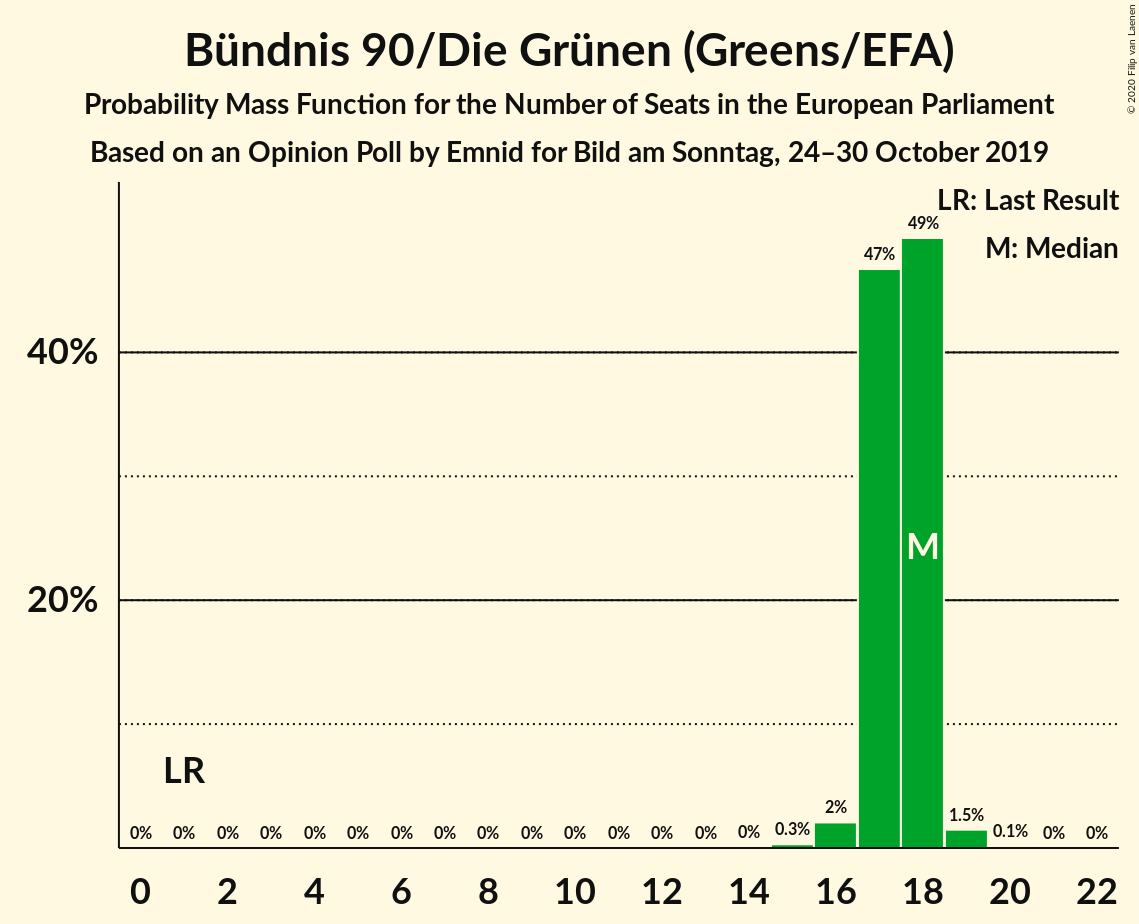 Bündnis 90/Die Grünen (Greens/EFA)
Probability Mass Function for the Number of Seats in the European Parliament
Based on an Opinion Poll by Emnid for Bild am Sonntag, 24–30 October 2019
© 2020 Filip van Laenen
LR: Last Result
M: Median
49%
47%
40%
M
20%
LR
0% 0% 0% 0% 0% 0% 0% 0% 0% 0% 0% 0% 0% 0% 0% 0.3% 2% 1.5% 0.1% 0% 0%
0 2 4 6 8 10 12 14 16 18 20 22